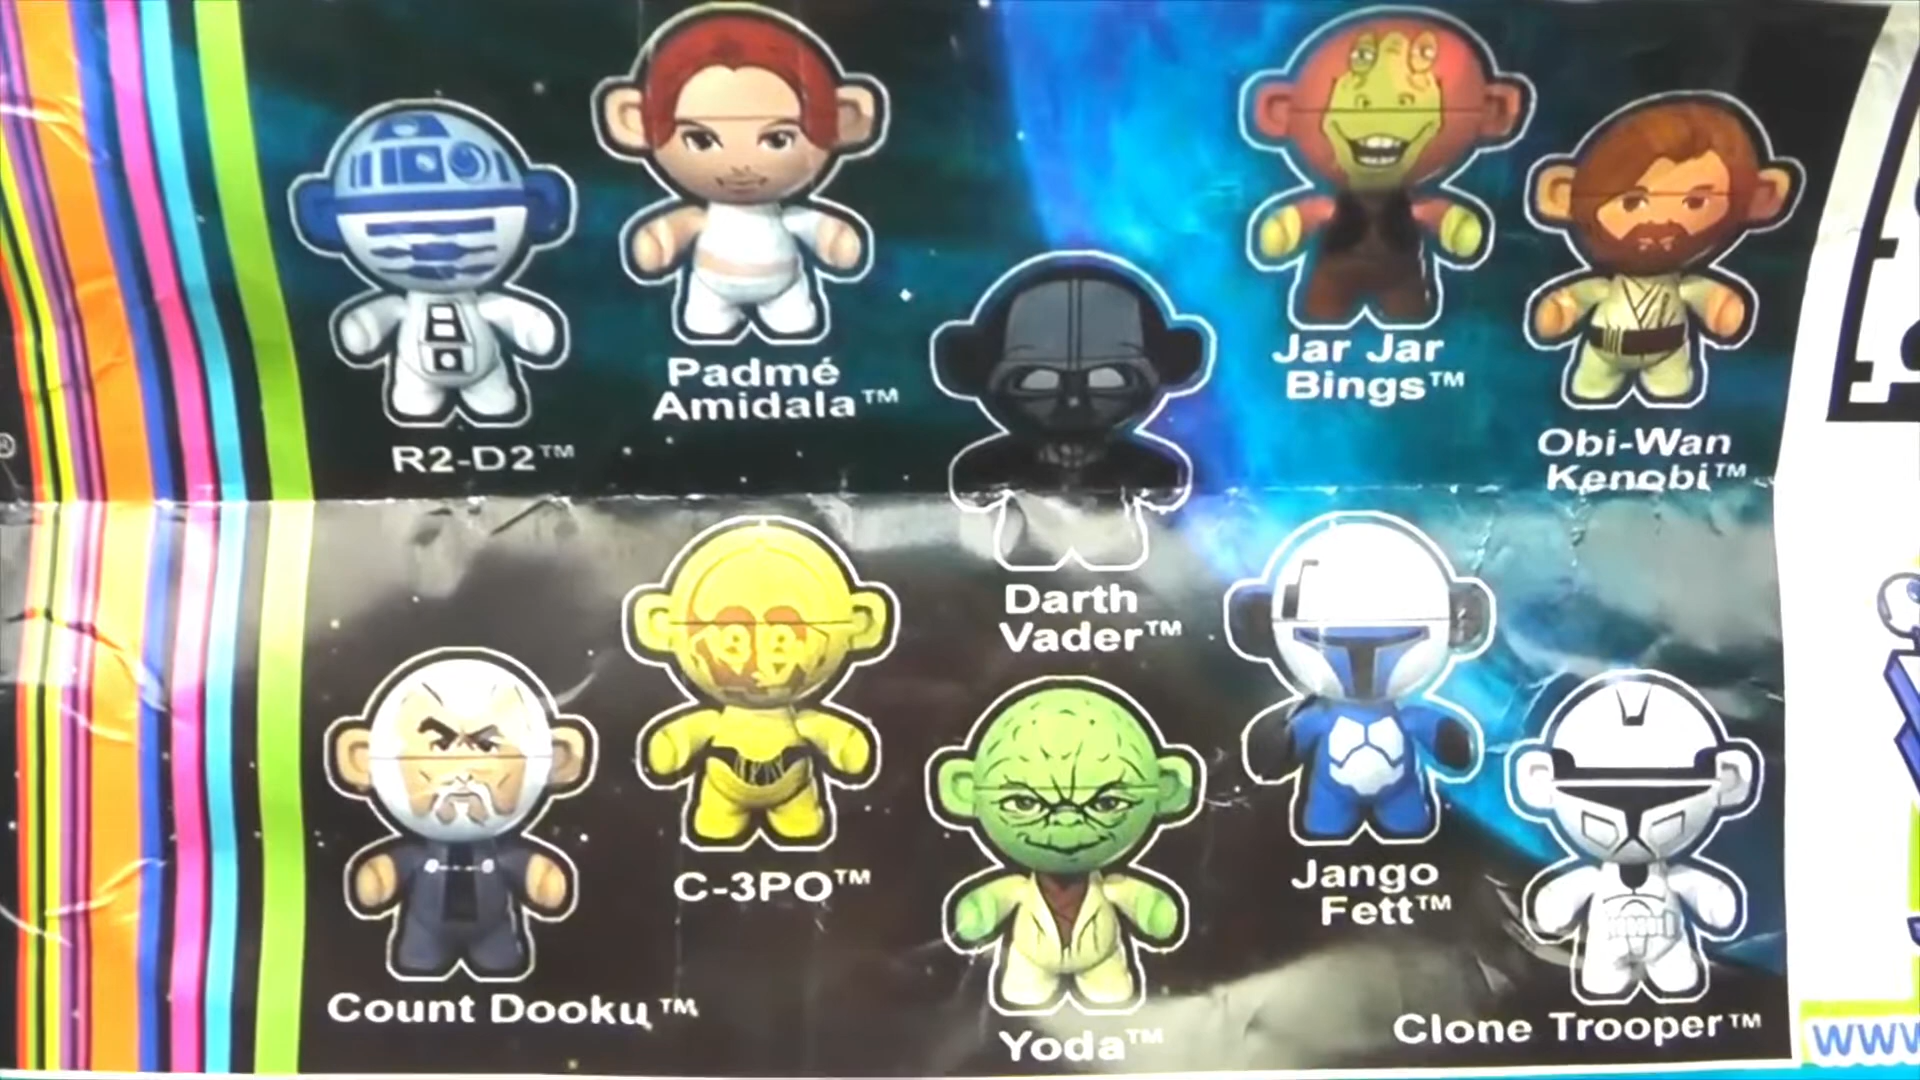 R2-D2™
Padmé
Amidala™
Darth
Vader™
Jar Jar
Bings™
Obi-Wan
Kenobi™
Count Dooku™
C-3PO™
Yoda™
Jango
Fett™
Clone Trooper™
®